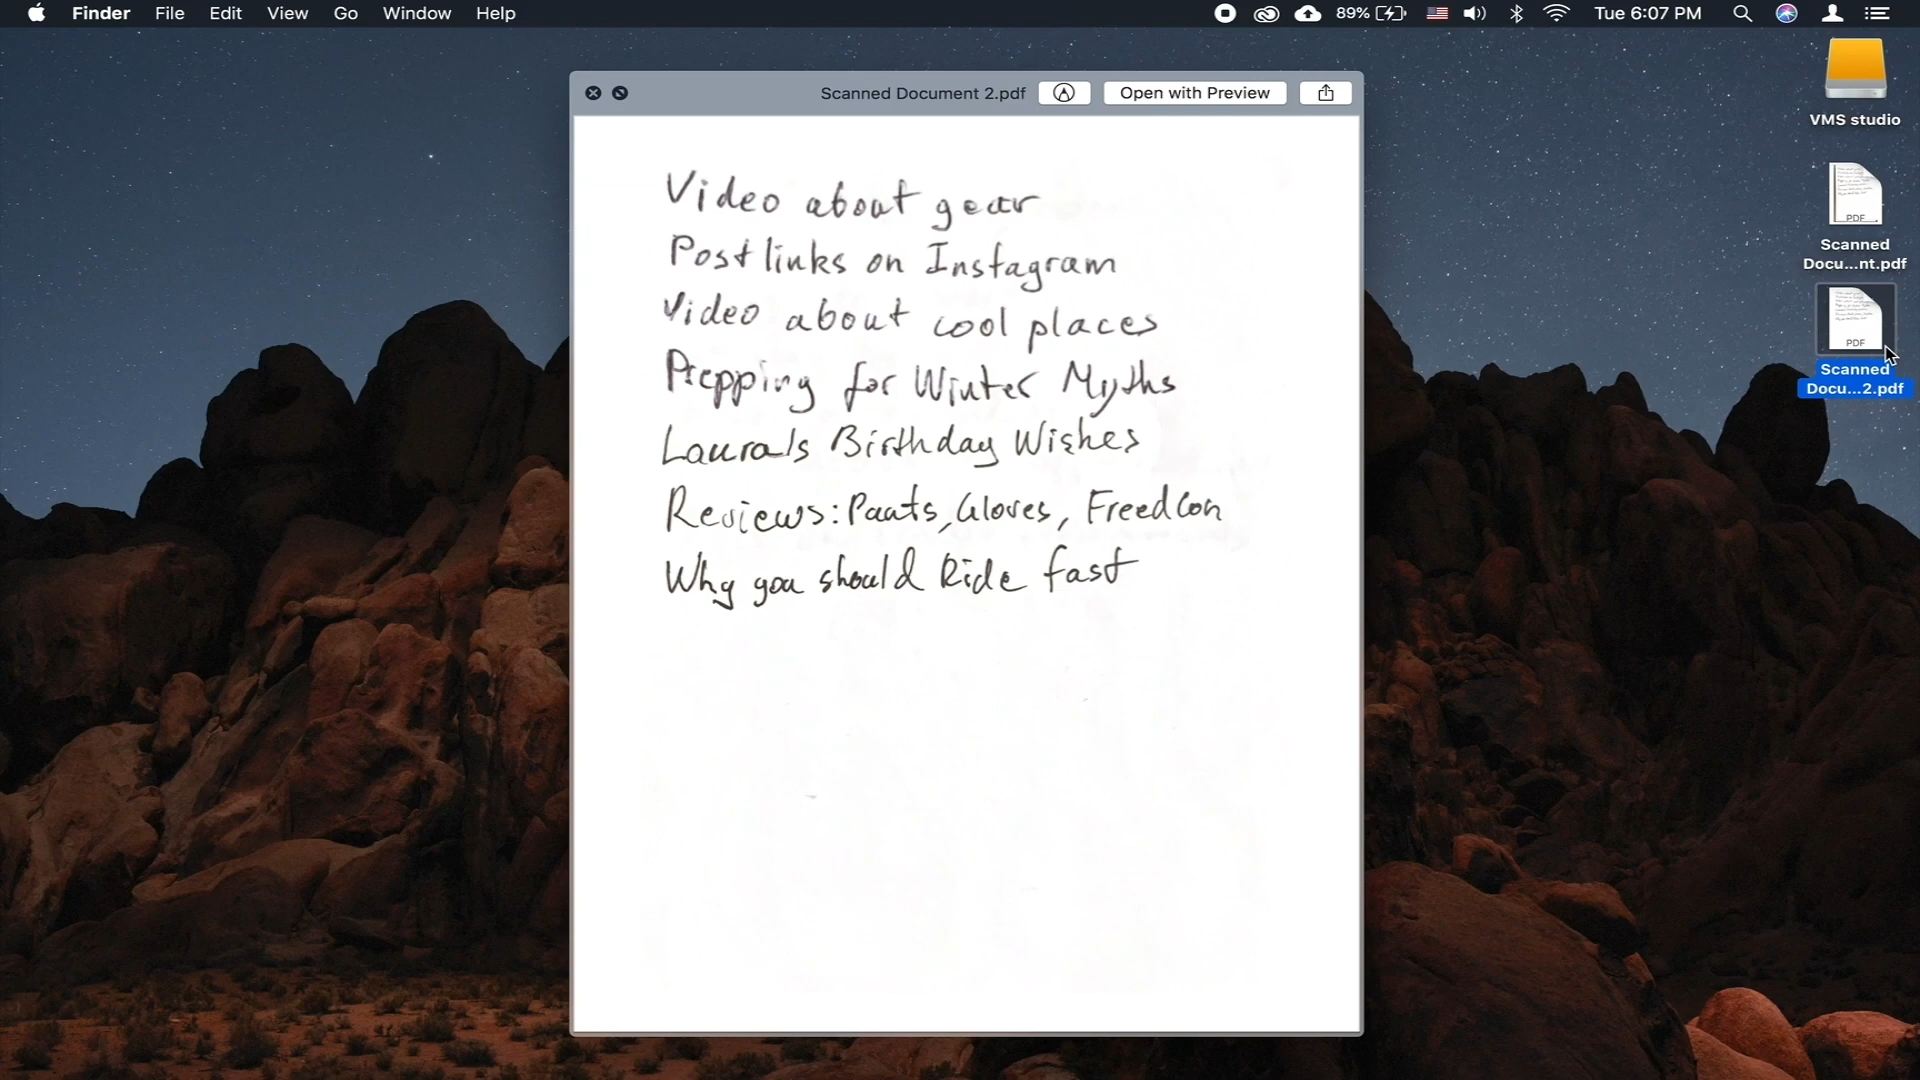 Finder File Edit View Go Window Help 89% Tue 6:07 PM
Scanned Document 2.pdf Open with Preview
Video about gear
Post links on Instagram
Video about cool places
Prepping for Winter Myths
Laura's Birthday Wishes
Reviews: Pants, Gloves, FreedCon
Why you should Ride fast
VMS studio
PDF
Scanned
Docu...nt.pdf
PDF
Scanned
Docu...2.pdf